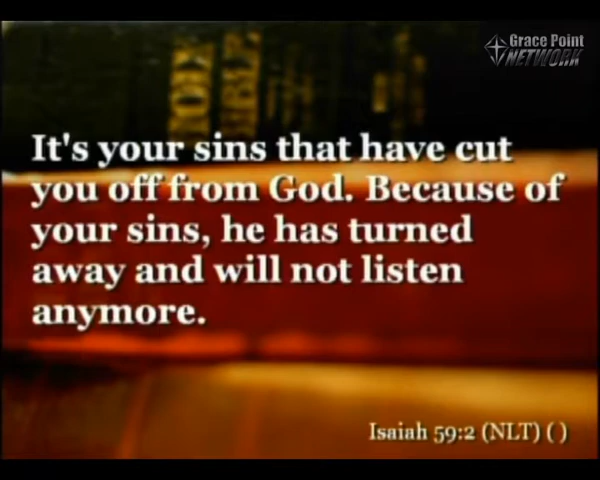 Grace Point
NETWORK
It's your sins that have cut
you off from God. Because of
your sins, he has turned
away and will not listen
anymore.
Isaiah 59:2 (NLT) ( )